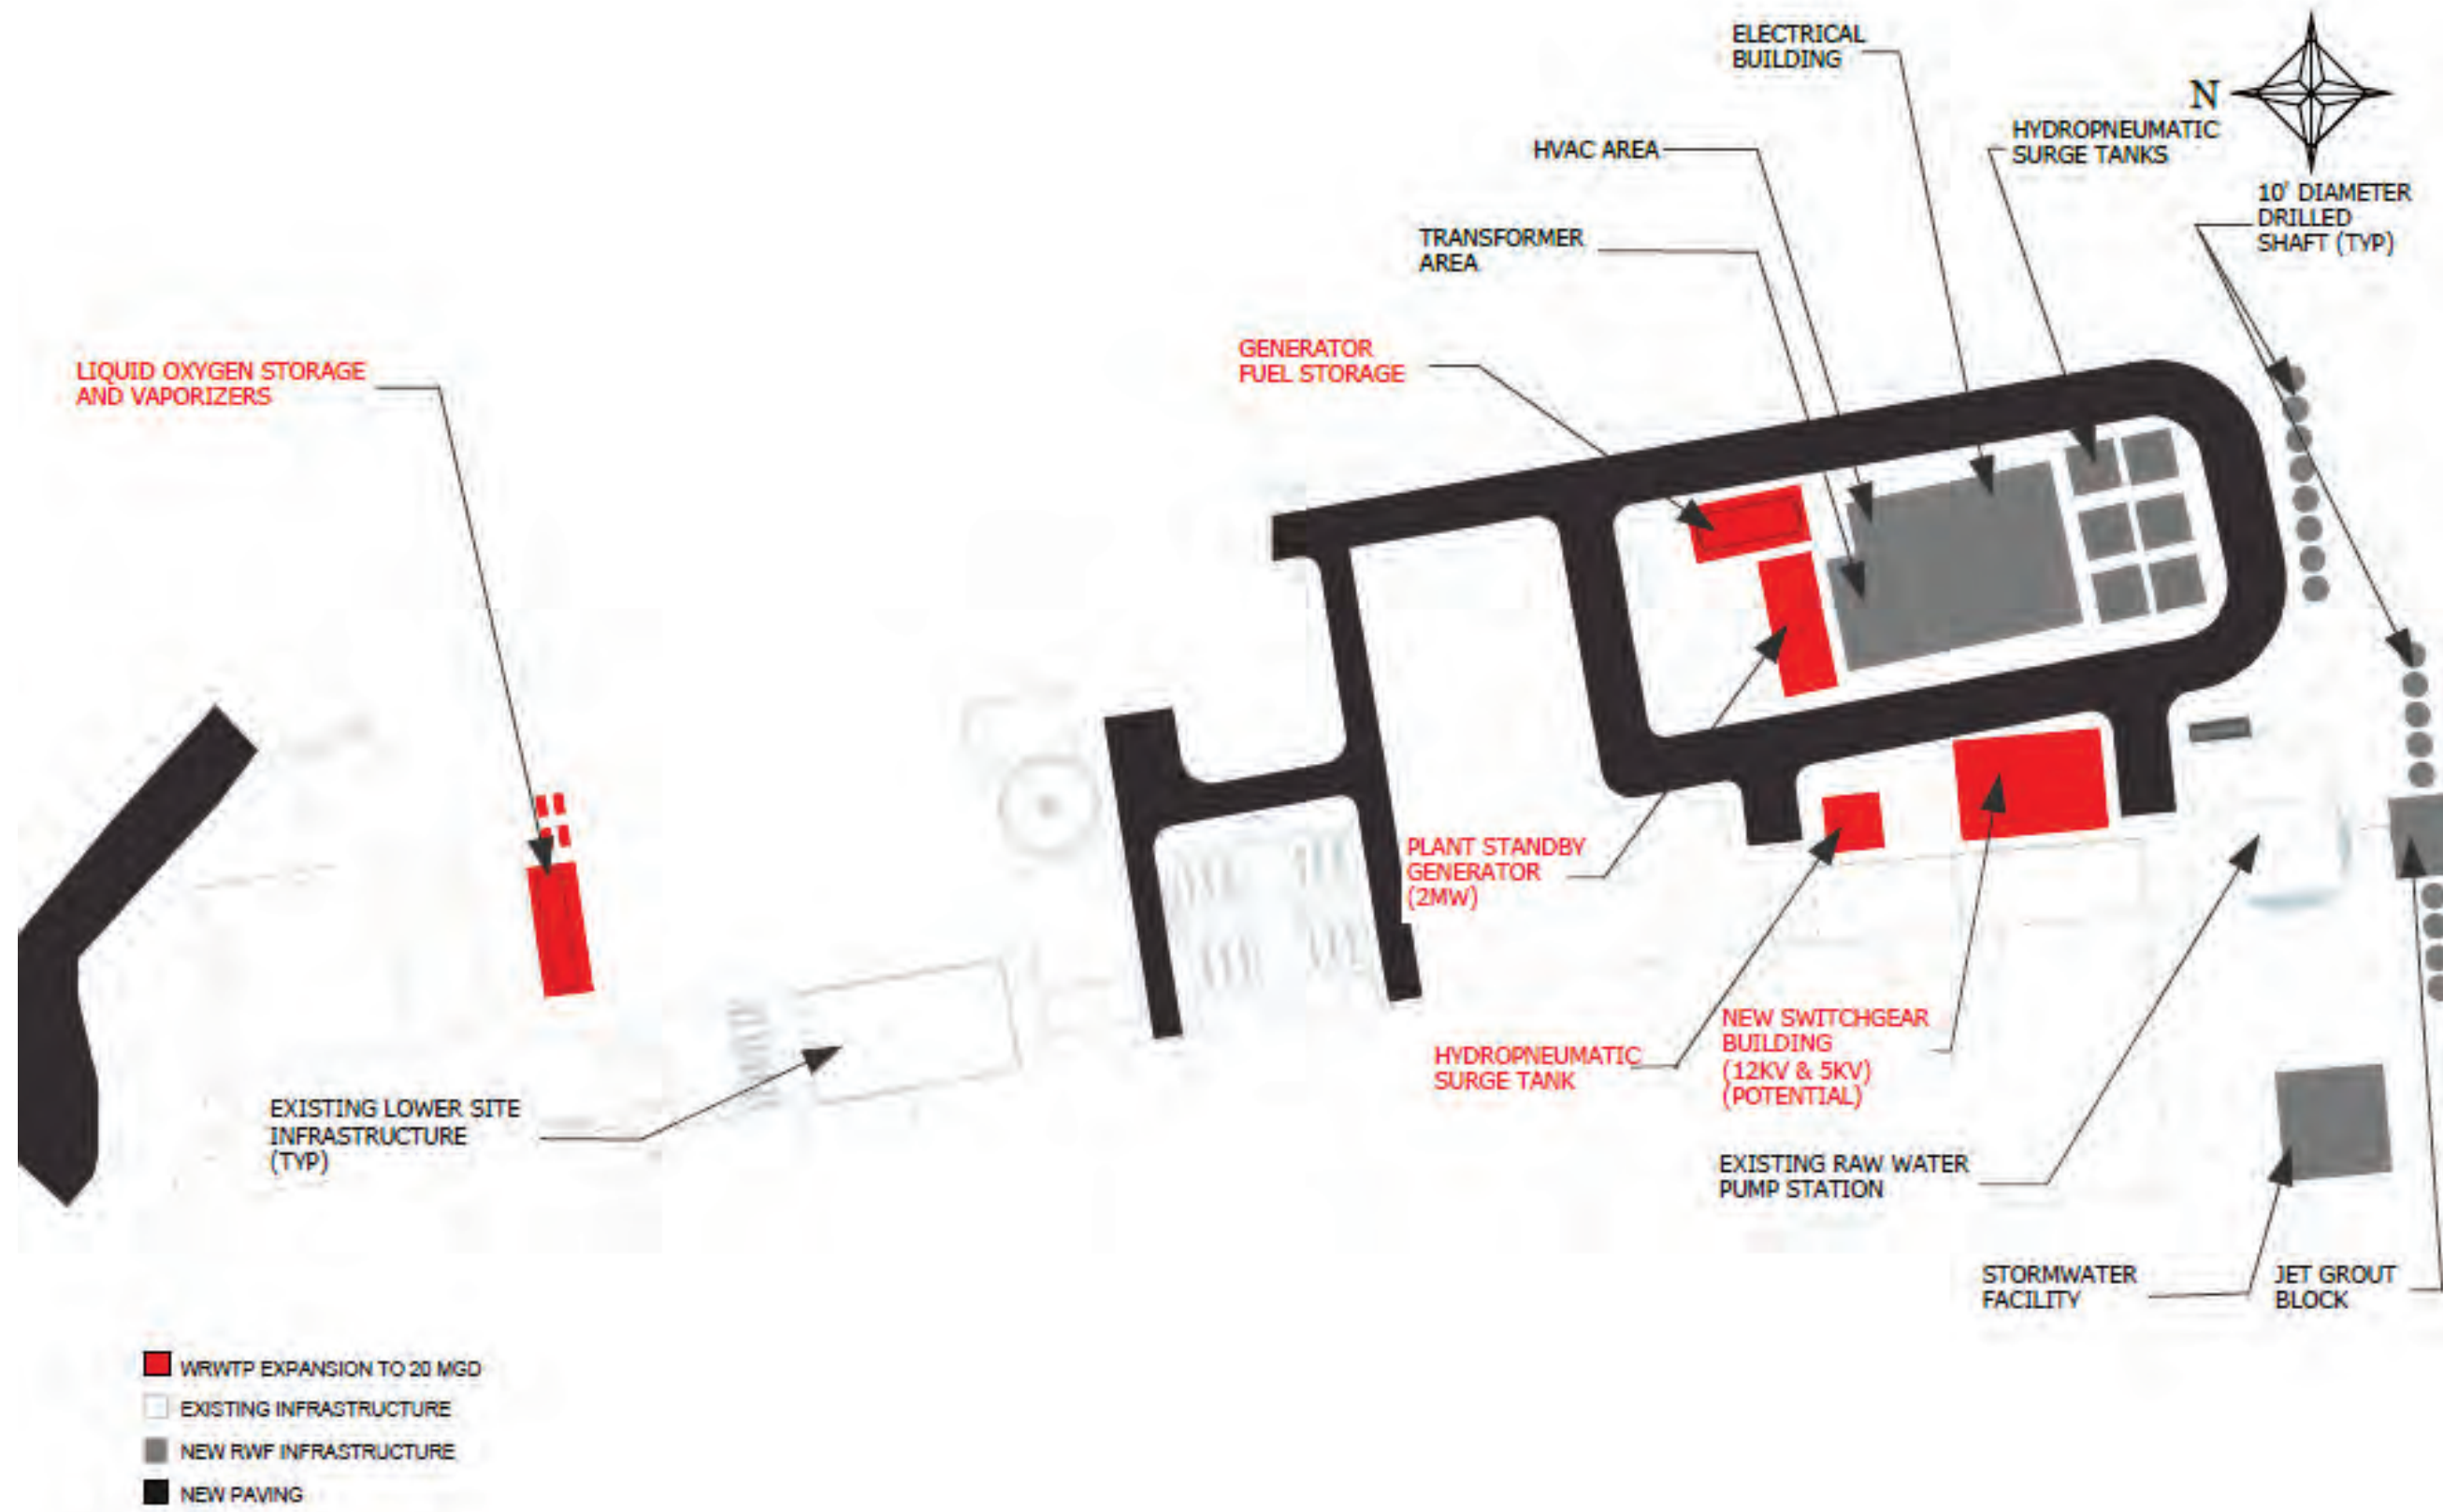 ELECTRICAL
BUILDING
N
HYDROPNEUMATIC
SURGE TANKS
HVAC AREA
10' DIAMETER
DRILLED
SHAFT (TYP)
TRANSFORMER
AREA
GENERATOR
FUEL STORAGE
LIQUID OXYGEN STORAGE
AND VAPORIZERS
PLANT STANDBY
GENERATOR
(2MW)
HYDROPNEUMATIC
SURGE TANK
NEW SWITCHGEAR
BUILDING
(12KV & 5KV)
(POTENTIAL)
EXISTING LOWER SITE
INFRASTRUCTURE
(TYP)
EXISTING RAW WATER
PUMP STATION
STORMWATER
FACILITY
JET GROUT
BLOCK
WRWTP EXPANSION TO 20 MGD
EXISTING INFRASTRUCTURE
NEW RWF INFRASTRUCTURE
NEW PAVING